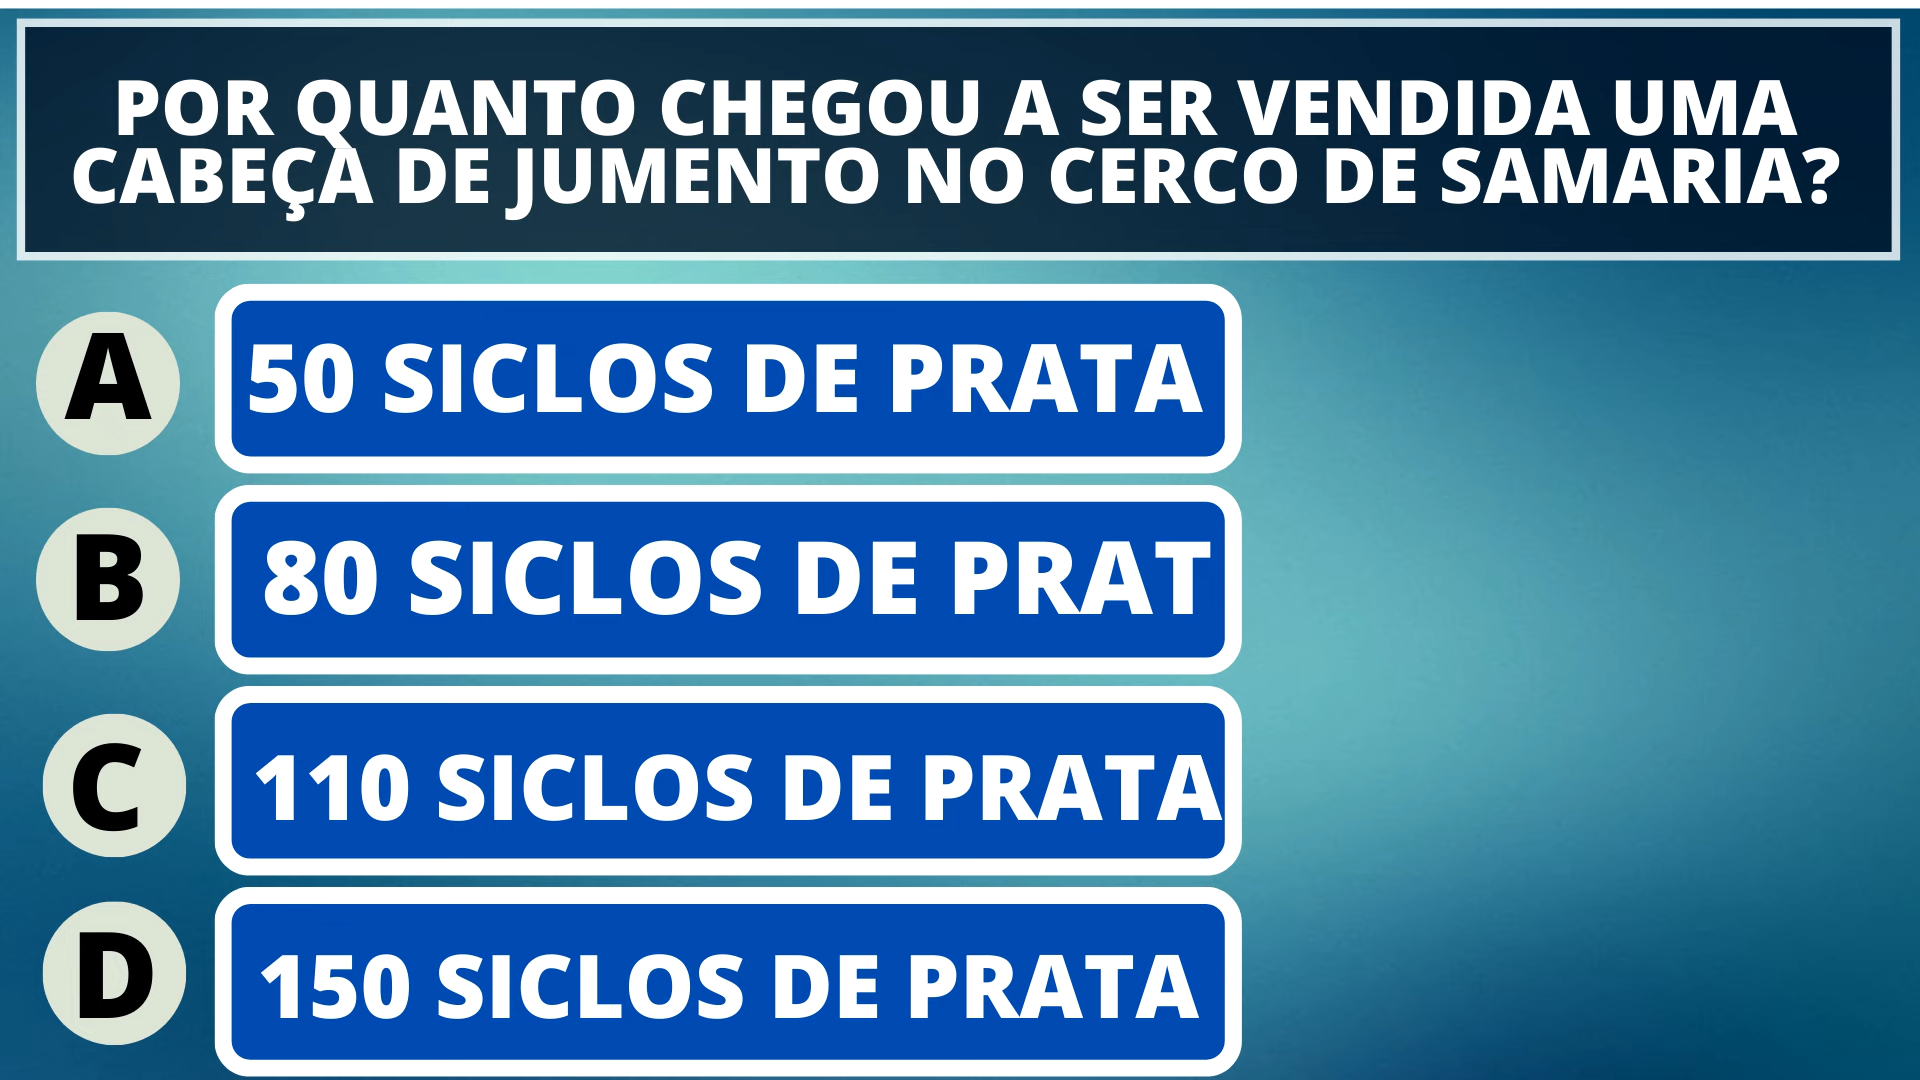 POR QUANTO CHEGOU A SER VENDIDA UMA
CABEÇA DE JUMENTO NO CERCO DE SAMARIA?
A
50 SICLOS DE PRATA
B
80 SICLOS DE PRAT
C
110 SICLOS DE PRATA
D
150 SICLOS DE PRATA